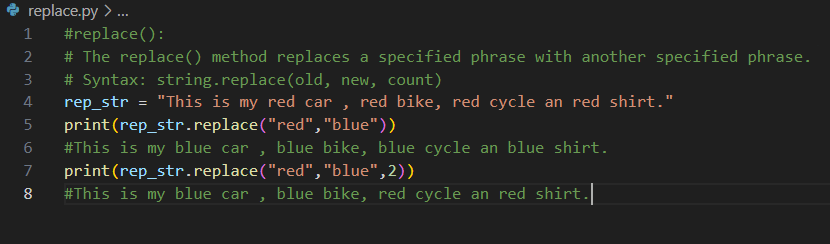 replace.py > ...
1 #replace():
2 # The replace() method replaces a specified phrase with another specified phrase.
3 # Syntax: string.replace(old, new, count)
4 rep_str = "This is my red car , red bike, red cycle an red shirt."
5 print(rep_str.replace("red","blue"))
6 #This is my blue car , blue bike, blue cycle an blue shirt.
7 print(rep_str.replace("red","blue",2))
8 #This is my blue car , blue bike, red cycle an red shirt.